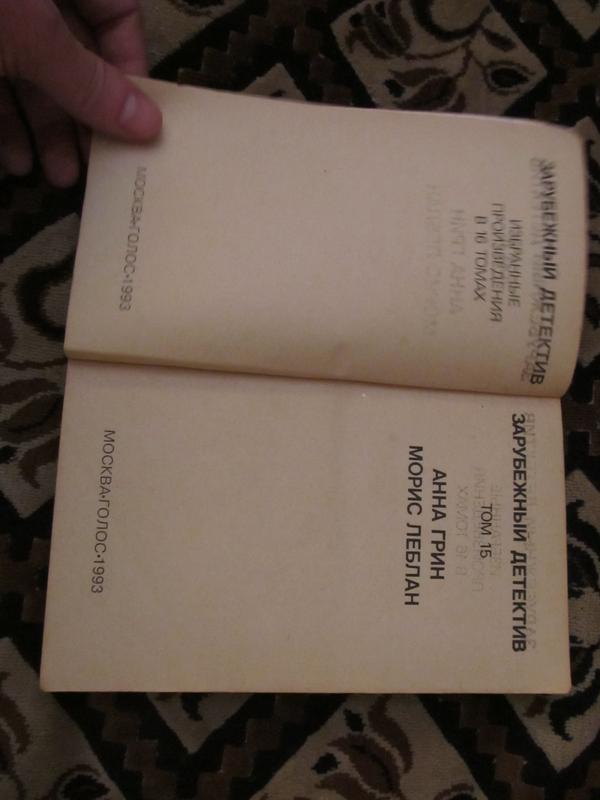 ЗАРУБЕЖНЫЙ ДЕТЕКТИВ
ИЗБРАННЫЕ
ПРОИЗВЕДЕНИЯ
В 16 ТОМАХ
МОСКВА•ГОЛОС•1993
ЗАРУБЕЖНЫЙ ДЕТЕКТИВ
ТОМ 15
АННА ГРИН
МОРИС ЛЕБЛАН
МОСКВА•ГОЛОС•1993